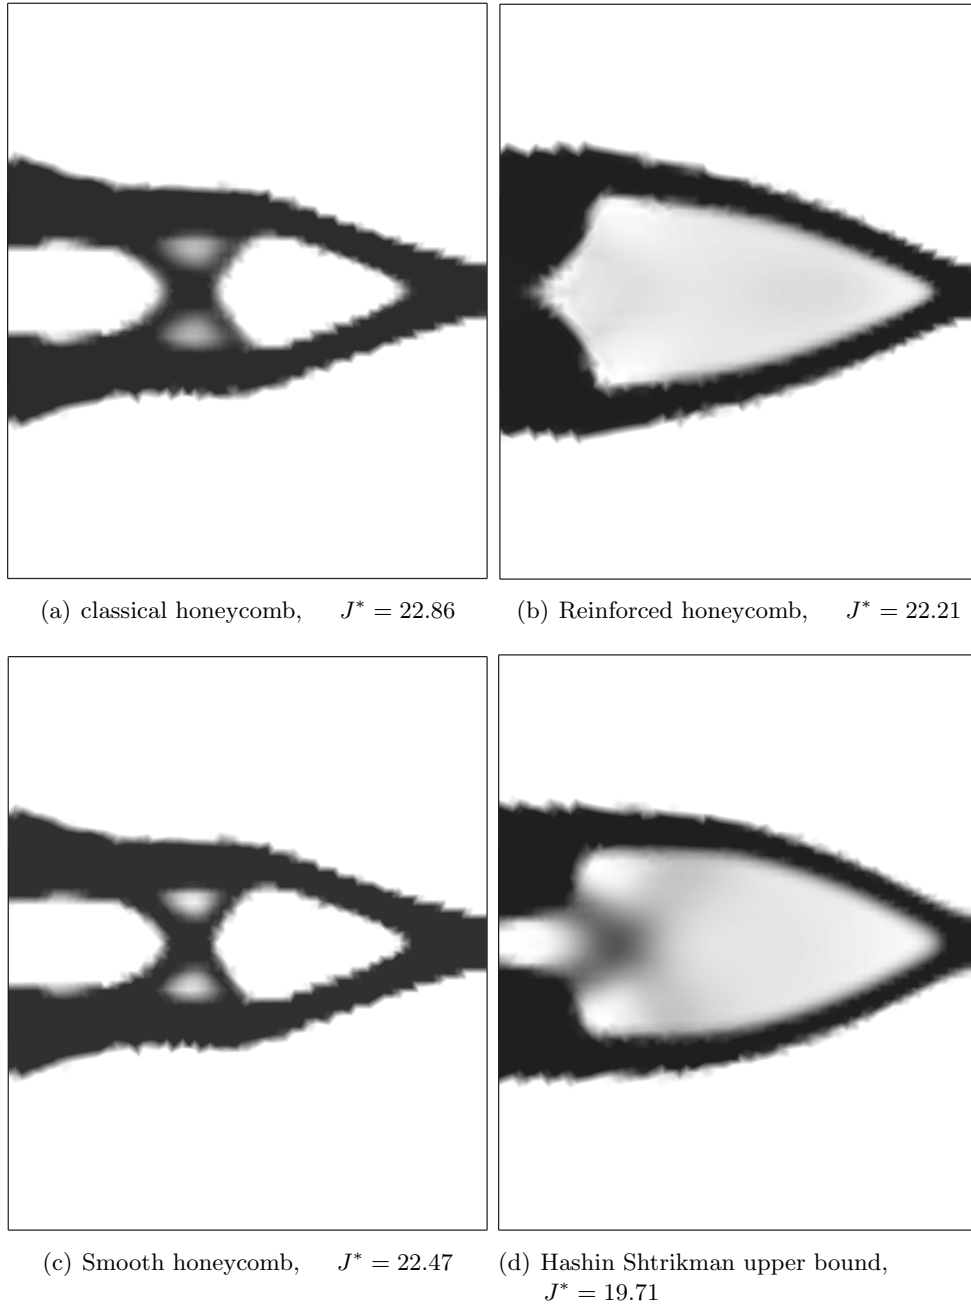 (a) classical honeycomb, J* = 22.86
(b) Reinforced honeycomb, J* = 22.21
(c) Smooth honeycomb, J* = 22.47
(d) Hashin Shtrikman upper bound,
J* = 19.71